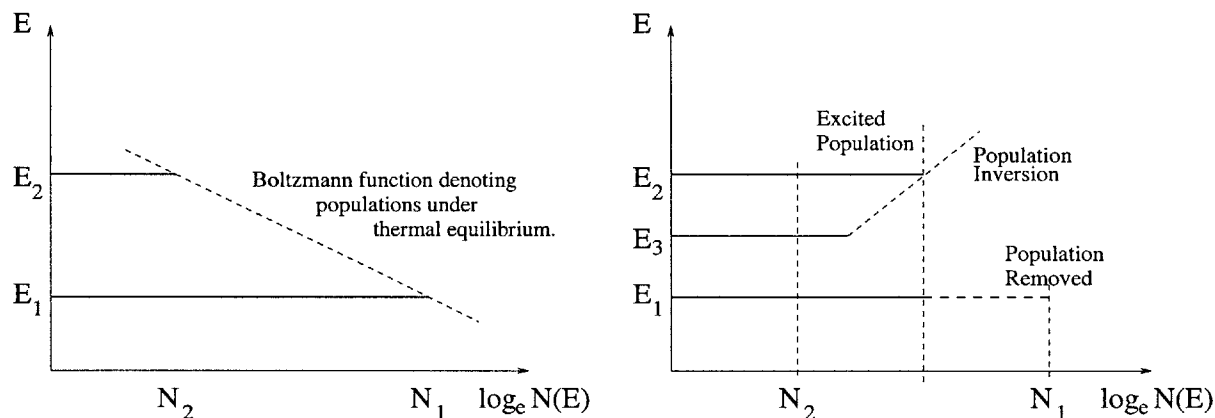 E
E₂
E₁
Boltzmann function denoting
populations under
thermal equilibrium.
N₂
N₁
logₑ N(E)
E
E₂
E₃
E₁
Excited
Population
Population
Inversion
Population
Removed
N₂
N₁
logₑ N(E)